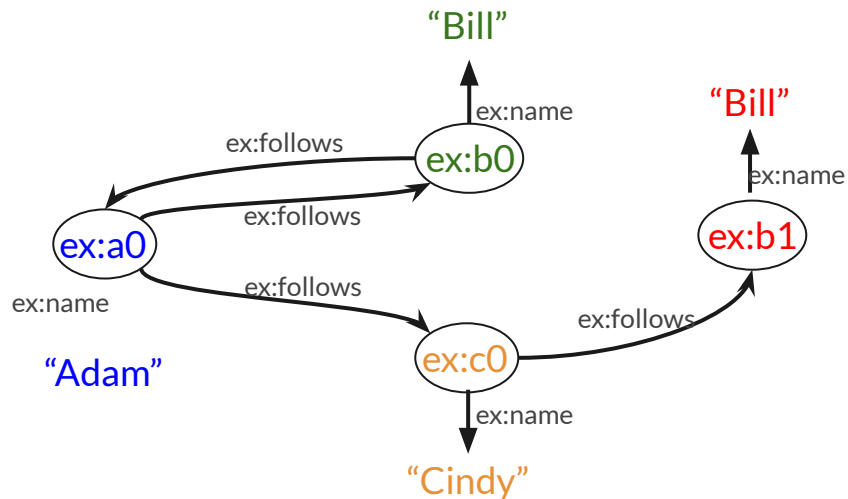 “Bill”
“Bill”
ex:name
ex:follows
ex:b0
ex:name
ex:follows
ex:a0
ex:b1
ex:name
ex:follows
ex:follows
ex:c0
“Adam”
ex:name
“Cindy”